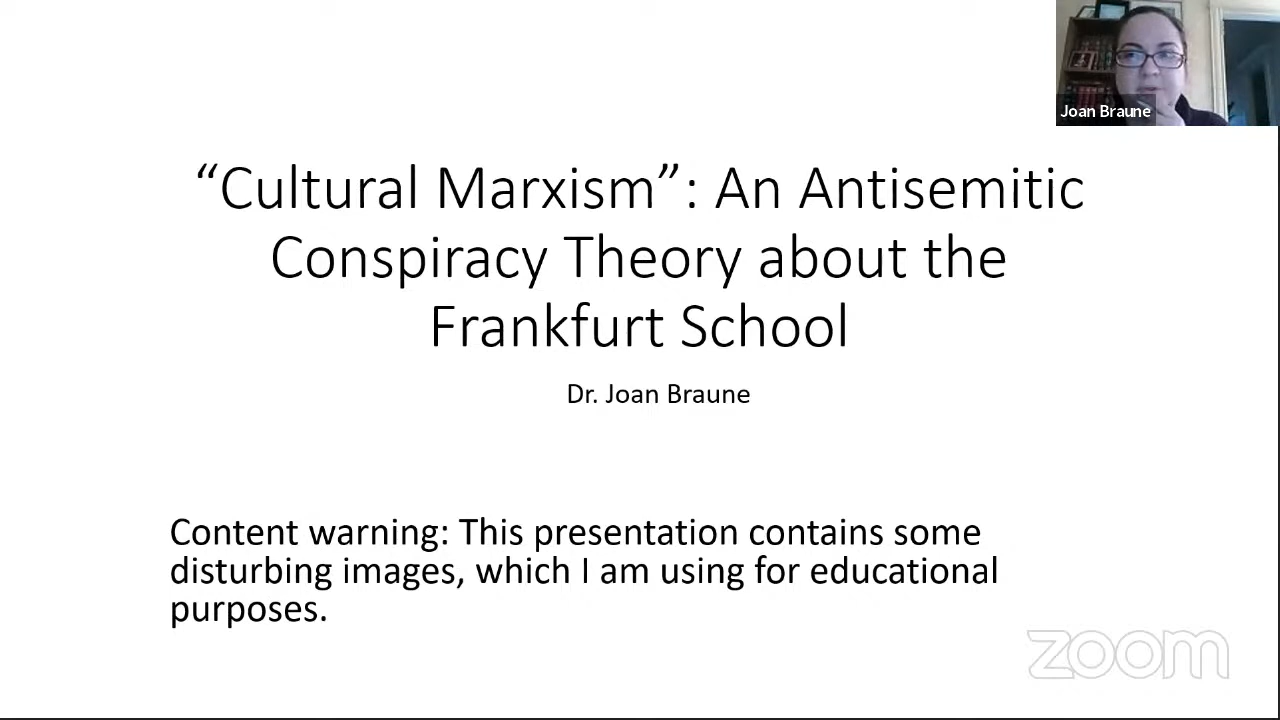 Joan Braune
“Cultural Marxism”: An Antisemitic
Conspiracy Theory about the
Frankfurt School
Dr. Joan Braune
Content warning: This presentation contains some
disturbing images, which I am using for educational
purposes.
zoom